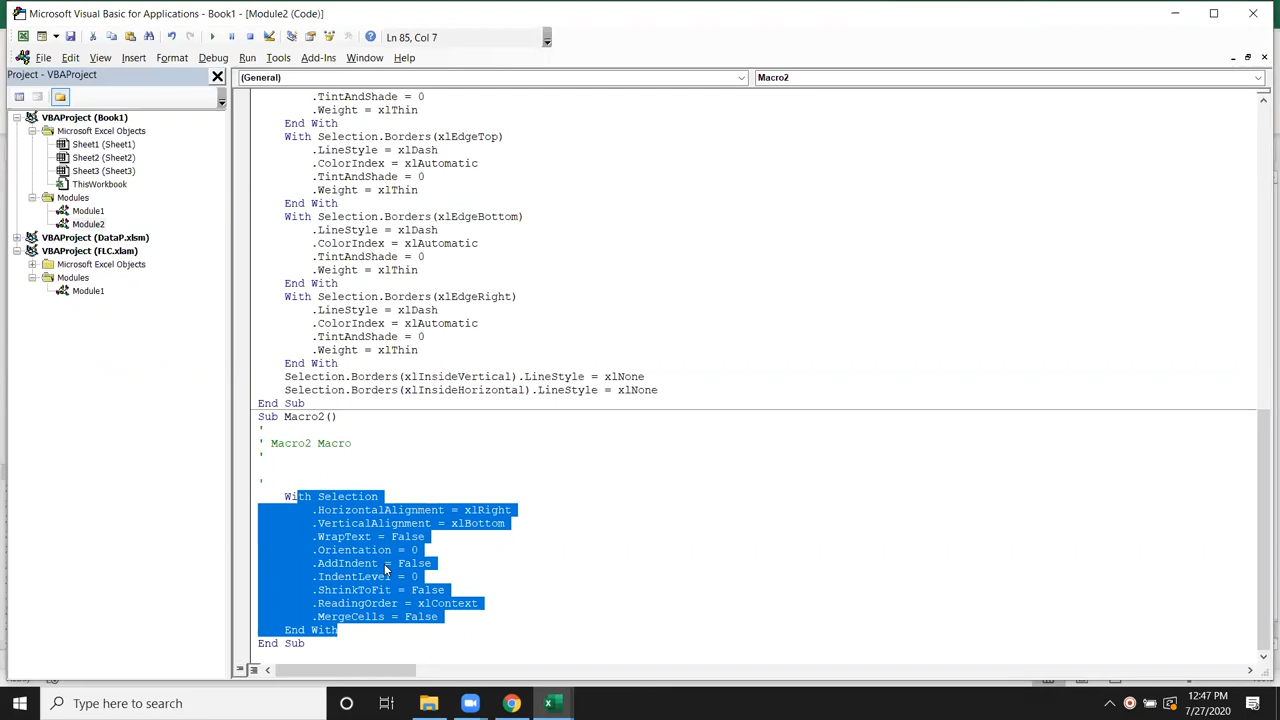 Microsoft Visual Basic for Applications - Book1 - [Module2 (Code)]
Ln 85, Col 7
File Edit View Insert Format Debug Run Tools Add-Ins Window Help
Project - VBAProject
(General)
Macro2
VBAProject (Book1)
Microsoft Excel Objects
Sheet1 (Sheet1)
Sheet2 (Sheet2)
Sheet3 (Sheet3)
ThisWorkbook
Modules
Module1
Module2
VBAProject (DataP.xlsm)
VBAProject (FLC.xlam)
Microsoft Excel Objects
Modules
Module1
.TintAndShade = 0
.Weight = xlThin
End With
With Selection.Borders(xlEdgeTop)
.LineStyle = xlDash
.ColorIndex = xlAutomatic
.TintAndShade = 0
.Weight = xlThin
End With
With Selection.Borders(xlEdgeBottom)
.LineStyle = xlDash
.ColorIndex = xlAutomatic
.TintAndShade = 0
.Weight = xlThin
End With
With Selection.Borders(xlEdgeRight)
.LineStyle = xlDash
.ColorIndex = xlAutomatic
.TintAndShade = 0
.Weight = xlThin
End With
Selection.Borders(xlInsideVertical).LineStyle = xlNone
Selection.Borders(xlInsideHorizontal).LineStyle = xlNone
End Sub
Sub Macro2()
'
' Macro2 Macro
'
'
With Selection
.HorizontalAlignment = xlRight
.VerticalAlignment = xlBottom
.WrapText = False
.Orientation = 0
.AddIndent = False
.IndentLevel = 0
.ShrinkToFit = False
.ReadingOrder = xlContext
.MergeCells = False
End With
End Sub
Type here to search
12:47 PM
7/27/2020